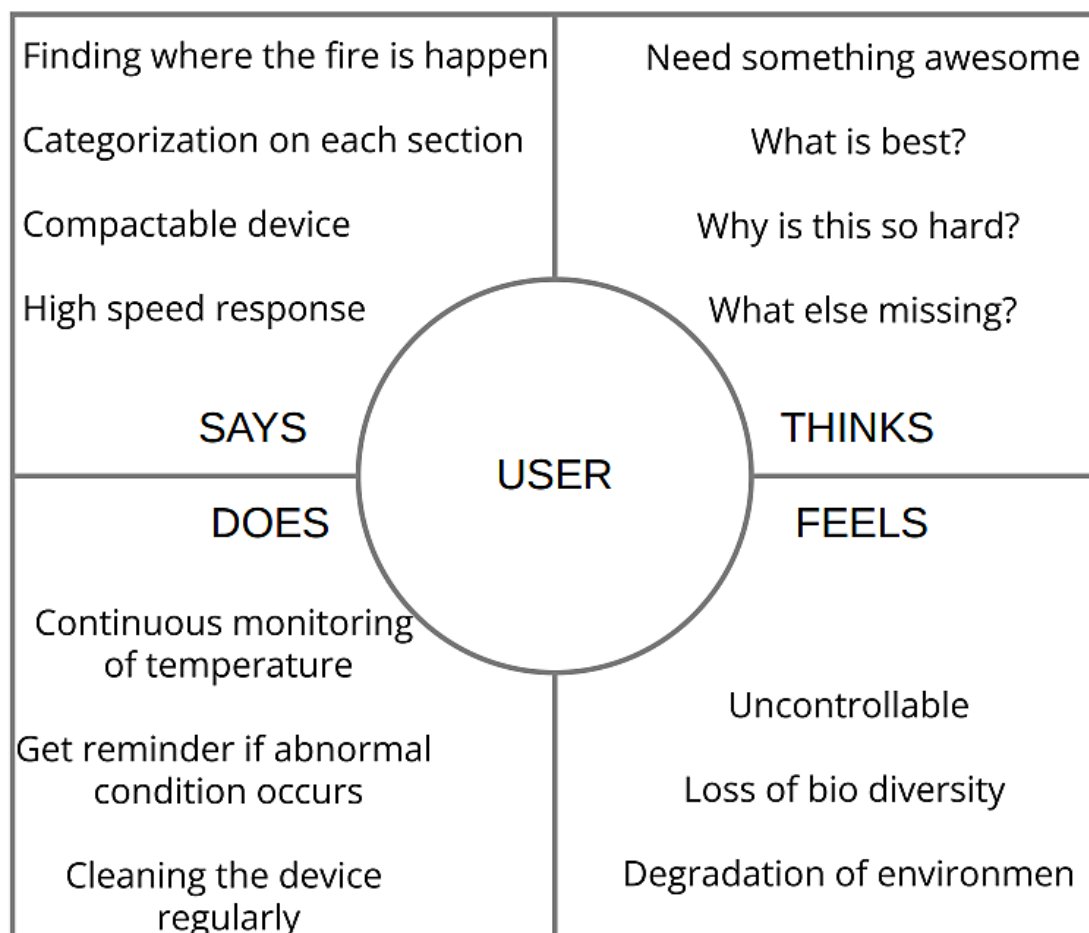 Finding where the fire is happen
Categorization on each section
Compactable device
High speed response
SAYS
Need something awesome
What is best?
Why is this so hard?
What else missing?
THINKS
USER
DOES
Continuous monitoring
of temperature
Get reminder if abnormal
condition occurs
Cleaning the device
regularly
FEELS
Uncontrollable
Loss of bio diversity
Degradation of environmen